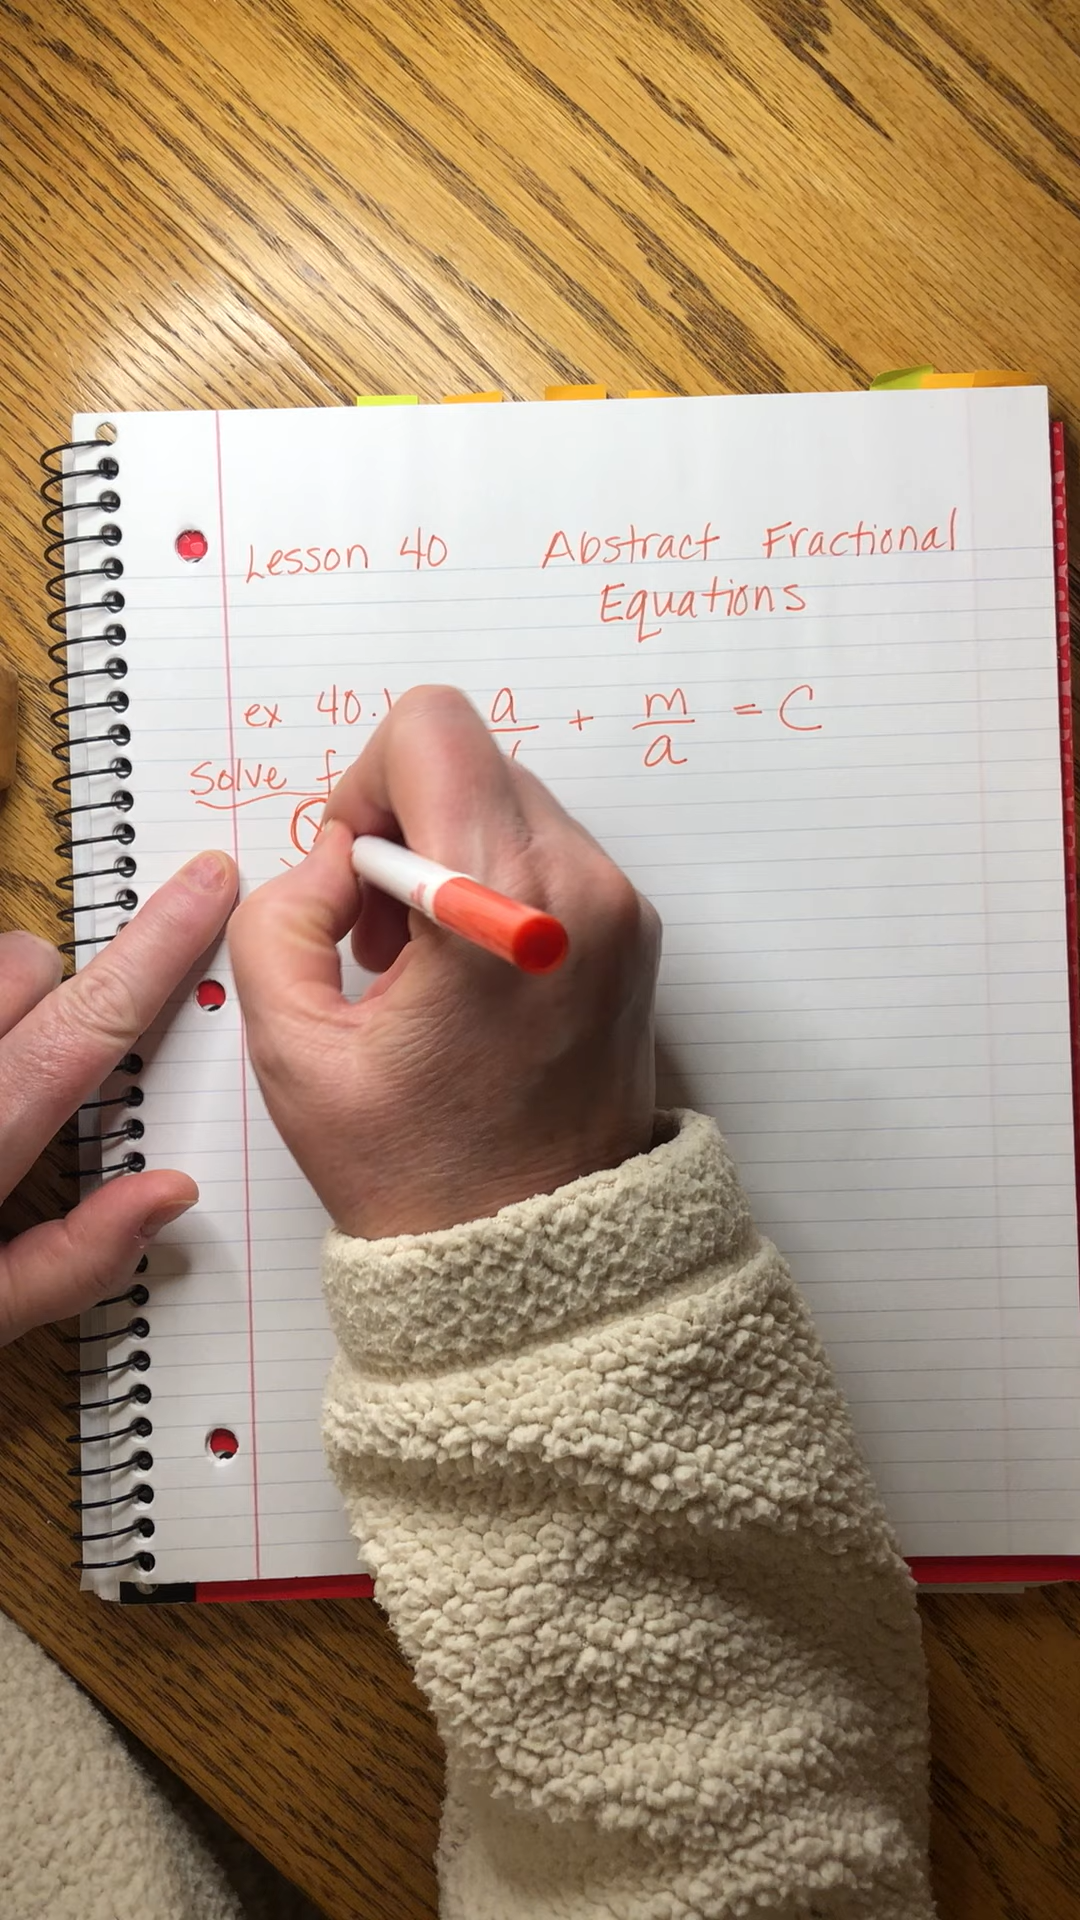 Lesson 40 Abstract Fractional
Equations
ex 40.1 a + m = C
a
Solve